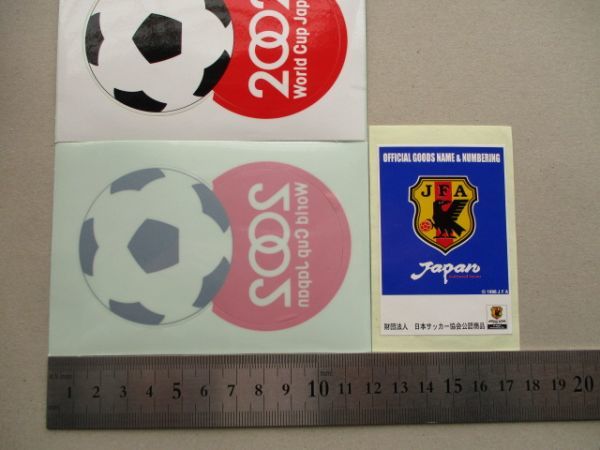 2002
World Cup Jap
2002
World Cup Japan
OFFICIAL GOODS NAME & NUMBERING
JFA
Japan
© 1996 J.F.A
財団法人 日本サッカー協会公認商品
1 2 3 4 5 6 7 8 9 10 11 12 13 14 15 16 17 18 19 20